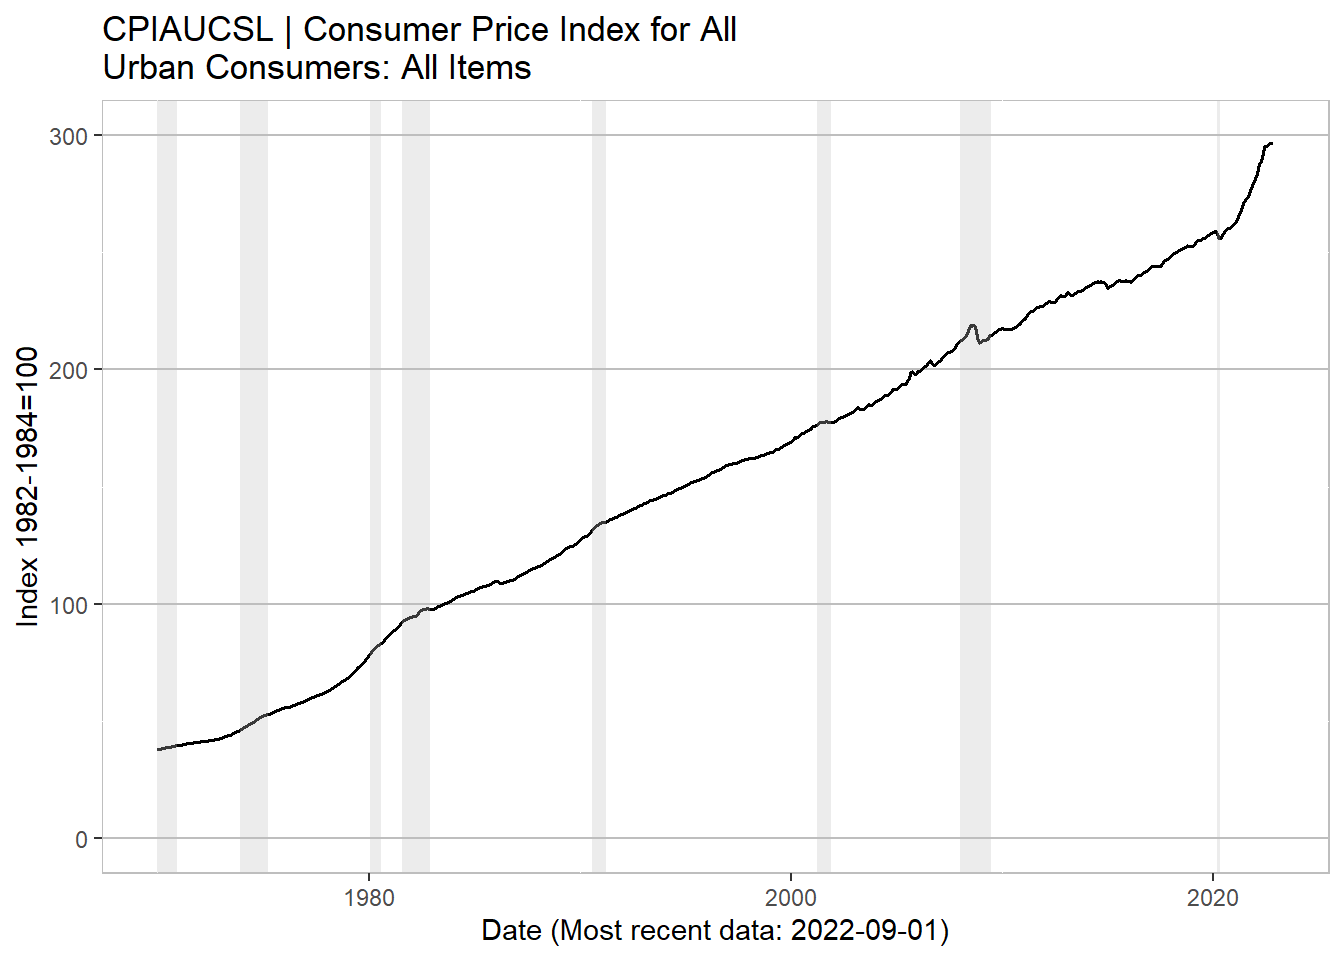 CPIAUCSL | Consumer Price Index for All
Urban Consumers: All Items
Index 1982-1984=100
300
200
100
0
1980
2000
2020
Date (Most recent data: 2022-09-01)